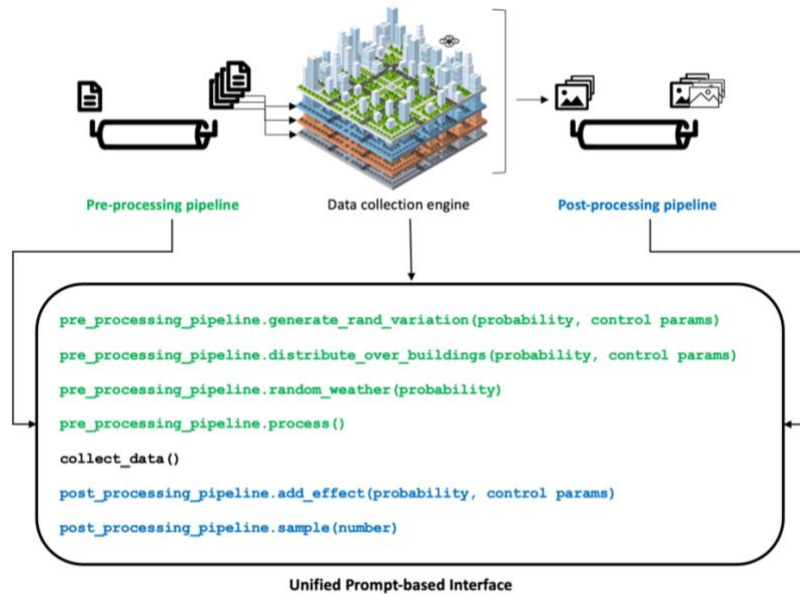 Pre-processing pipeline
Data collection engine
Post-processing pipeline
pre_processing_pipeline.generate_rand_variation(probability, control params)
pre_processing_pipeline.distribute_over_buildings(probability, control params)
pre_processing_pipeline.random_weather(probability)
pre_processing_pipeline.process()
collect_data()
post_processing_pipeline.add_effect(probability, control params)
post_processing_pipeline.sample(number)
Unified Prompt-based Interface